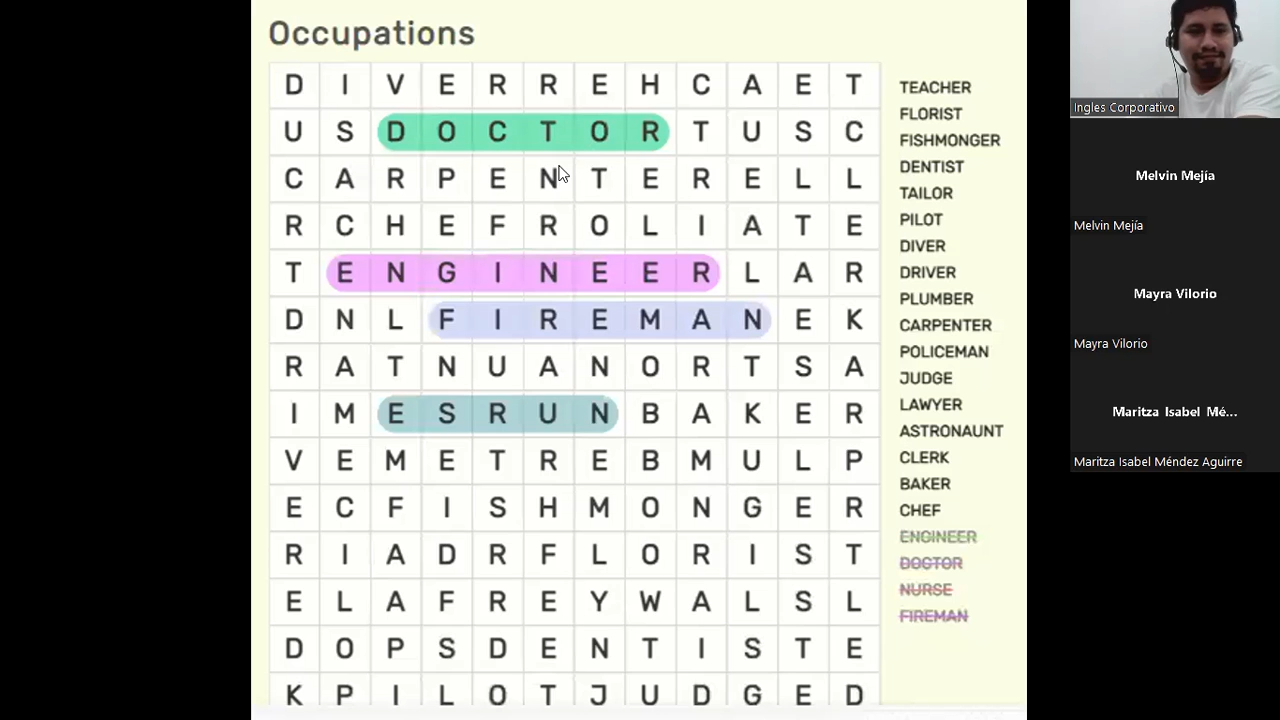 Occupations
D I V E R R E H C A E T
U S D O C T O R T U S C
C A R P E N T E R E L L
R C H E F R O L I A T E
T E N G I N E E R L A R
D N L F I R E M A N E K
R A T N U A N O R T S A
I M E S R U N B A K E R
V E M E T R E B M U L P
E C F I S H M O N G E R
R I A D R F L O R I S T
E L A F R E Y W A L S L
D O P S D E N T I S T E
K P I L O T J U D G E D
TEACHER
FLORIST
FISHMONGER
DENTIST
TAILOR
PILOT
DIVER
DRIVER
PLUMBER
CARPENTER
POLICEMAN
JUDGE
LAWYER
ASTRONAUNT
CLERK
BAKER
CHEF
ENGINEER
DOCTOR
NURSE
FIREMAN
Ingles Corporativo
Melvin Mejía
Melvin Mejía
Mayra Vilorio
Mayra Vilorio
Maritza Isabel Mé...
Maritza Isabel Méndez Aguirre